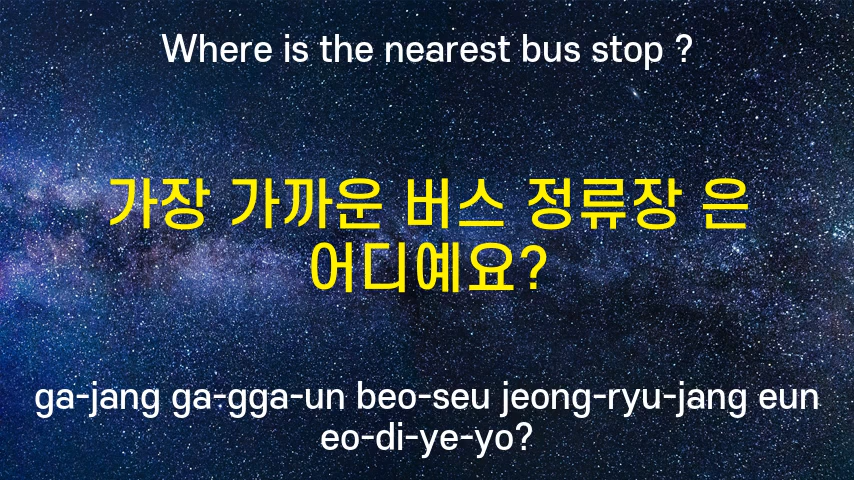 Where is the nearest bus stop ?
가장 가까운 버스 정류장 은
어디예요?
ga-jang ga-gga-un beo-seu jeong-ryu-jang eun
eo-di-ye-yo?